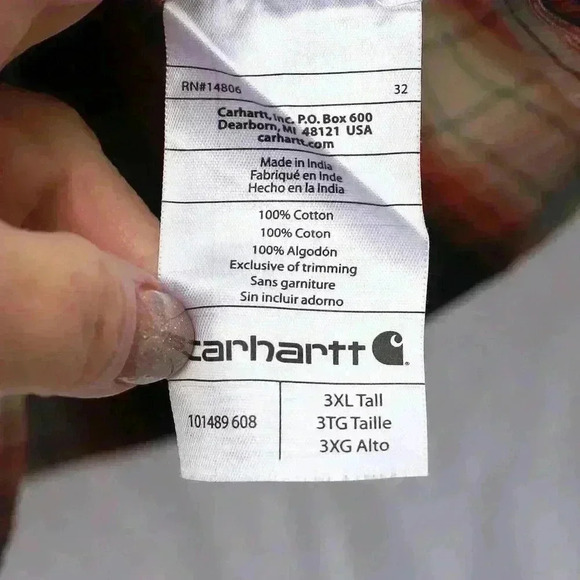 RN#14806 32
Carhartt, Inc. P.O. Box 600
Dearborn, MI 48121 USA
carhartt.com
Made in India
Fabriqué en Inde
Hecho en la India
100% Cotton
100% Coton
100% Algodón
Exclusive of trimming
Sans garniture
Sin incluir adorno
carhartt
101489 608
3XL Tall
3TG Taille
3XG Alto